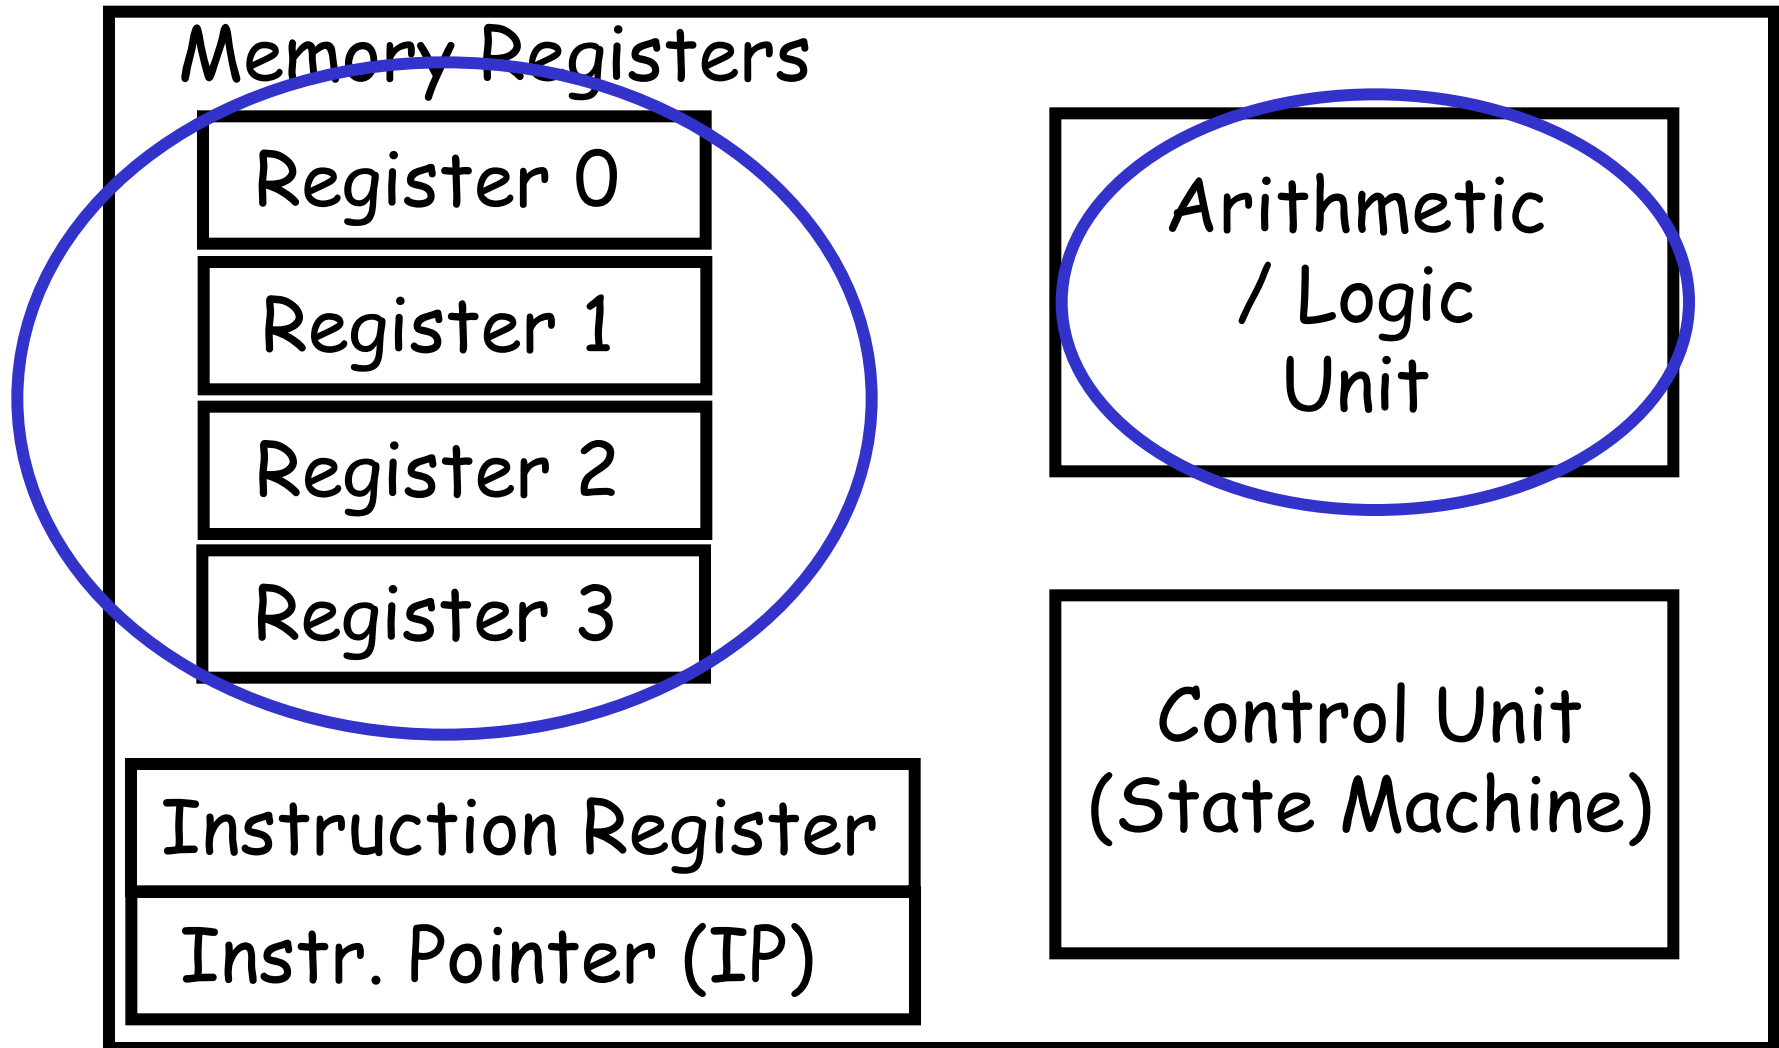 Memory Registers
Register 0
Register 1
Register 2
Register 3
Instruction Register
Instr. Pointer (IP)
Arithmetic
/ Logic
Unit
Control Unit
(State Machine)